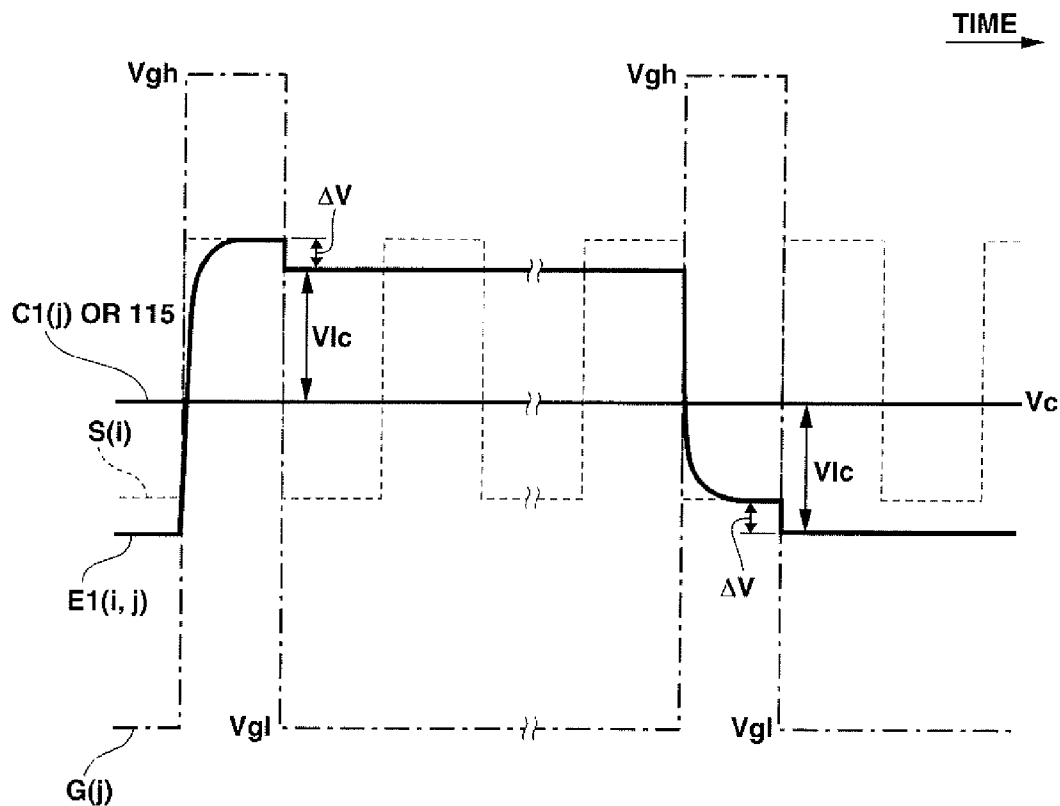 TIME
Vgh
Vgh
ΔV
C1(j) OR 115
Vlc
Vc
S(i)
Vlc
E1(i, j)
ΔV
Vgl
Vgl
G(j)